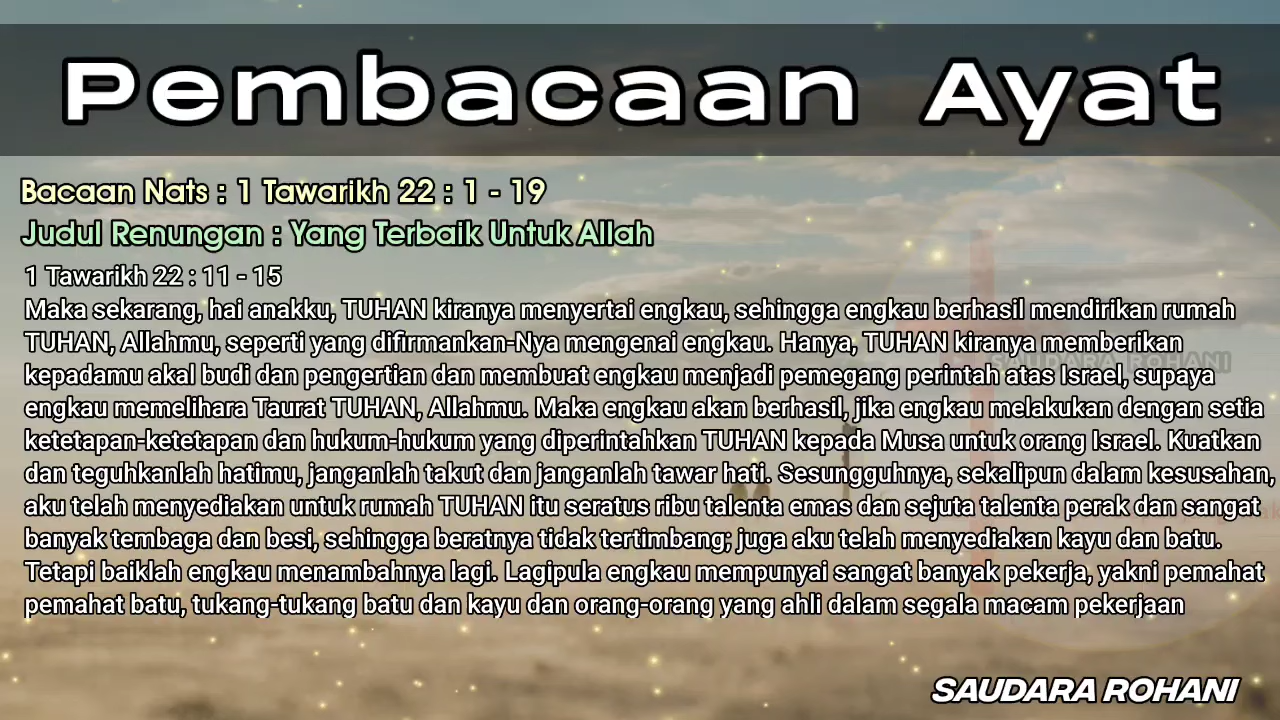 Pembacaan Ayat
Bacaan Nats : 1 Tawarikh 22 : 1 - 19
Judul Renungan : Yang Terbaik Untuk Allah
1 Tawarikh 22 : 11 - 15
Maka sekarang, hai anakku, TUHAN kiranya menyertai engkau, sehingga engkau berhasil mendirikan rumah
TUHAN, Allahmu, seperti yang difirmankan-Nya mengenai engkau. Hanya, TUHAN kiranya memberikan
kepadamu akal budi dan pengertian dan membuat engkau menjadi pemegang perintah atas Israel, supaya
engkau memelihara Taurat TUHAN, Allahmu. Maka engkau akan berhasil, jika engkau melakukan dengan setia
ketetapan-ketetapan dan hukum-hukum yang diperintahkan TUHAN kepada Musa untuk orang Israel. Kuatkan
dan teguhkanlah hatimu, janganlah takut dan janganlah tawar hati. Sesungguhnya, sekalipun dalam kesusahan,
aku telah menyediakan untuk rumah TUHAN itu seratus ribu talenta emas dan sejuta talenta perak dan sangat
banyak tembaga dan besi, sehingga beratnya tidak tertimbang; juga aku telah menyediakan kayu dan batu.
Tetapi baiklah engkau menambahnya lagi. Lagipula engkau mempunyai sangat banyak pekerja, yakni pemahat
pemahat batu, tukang-tukang batu dan kayu dan orang-orang yang ahli dalam segala macam pekerjaan
SAUDARA ROHANI
SAUDARA ROHANI